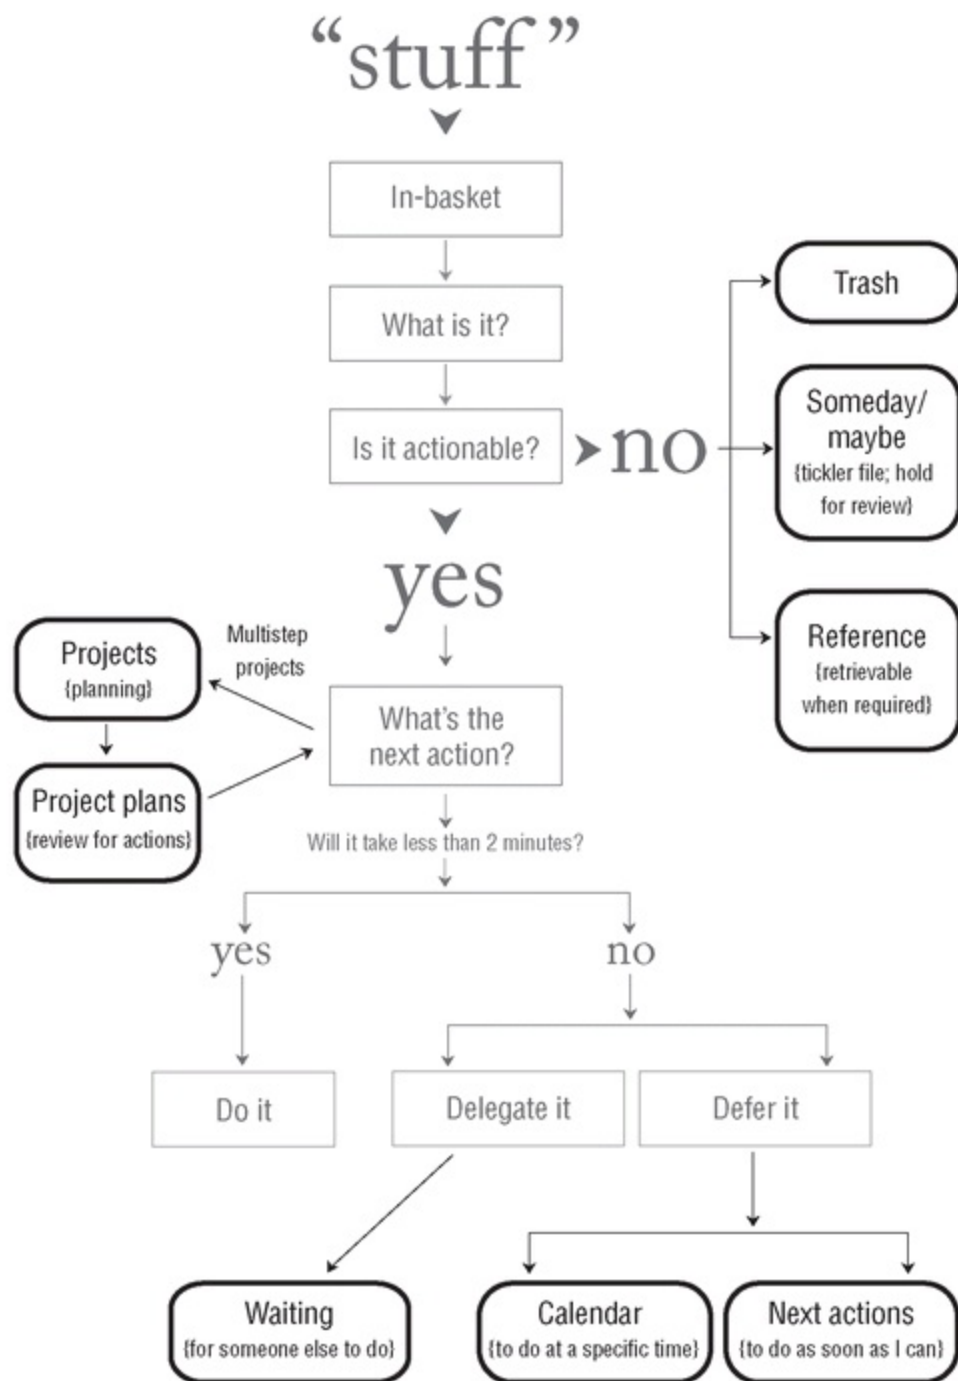 “stuff”
In-basket
What is it?
Is it actionable?
no
Trash
Someday/
maybe
{tickler file; hold
for review}
Reference
{retrievable
when required}
yes
Multistep
projects
Projects
{planning}
Project plans
{review for actions}
What’s the
next action?
Will it take less than 2 minutes?
yes
no
Do it
Delegate it
Defer it
Waiting
{for someone else to do}
Calendar
{to do at a specific time}
Next actions
{to do as soon as I can}